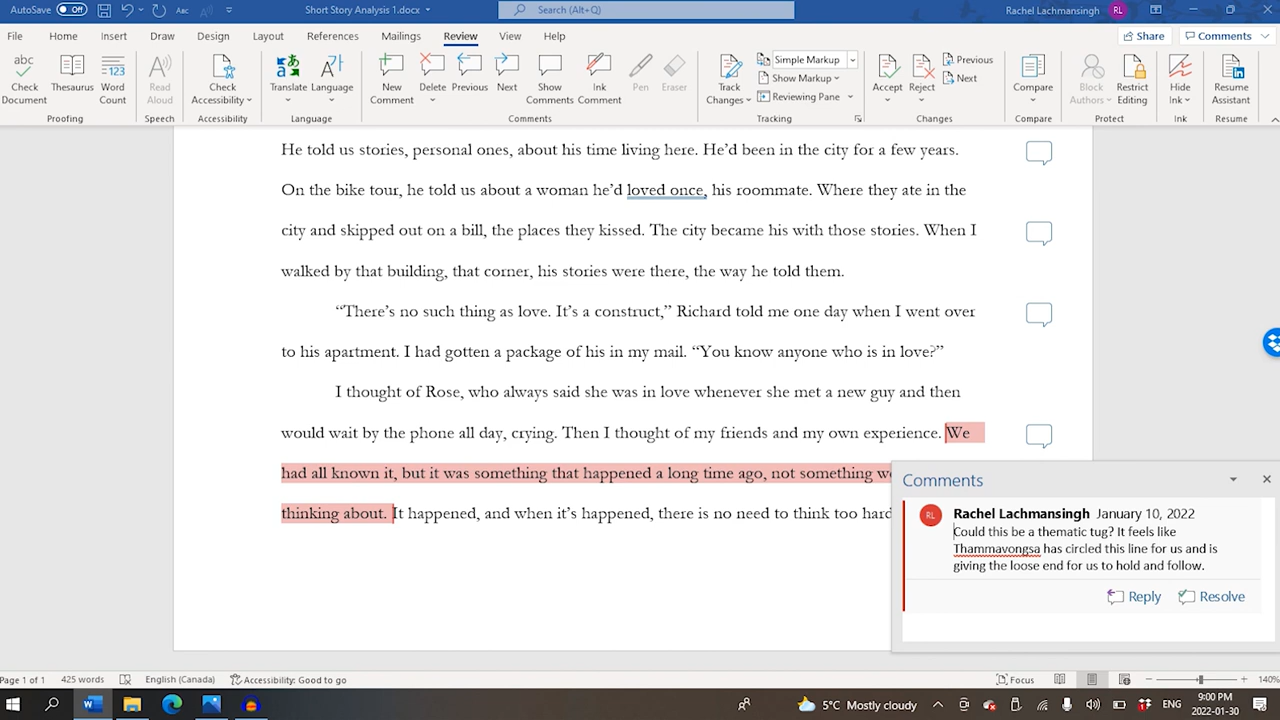 AutoSave Off Short Story Analysis 1.docx Search (Alt+Q) Rachel Lachmansingh RL
File Home Insert Draw Design Layout References Mailings Review View Help Share Comments
abc Check Document Thesaurus 123 Word Count Read Aloud Check Accessibility Translate Language New Comment Delete Previous Next Show Comments Ink Comment Pen Eraser Track Changes Simple Markup Show Markup Reviewing Pane Accept Reject Previous Next Compare Block Authors Restrict Editing Hide Ink Resume Assistant
Proofing Speech Accessibility Language Comments Tracking Changes Compare Protect Ink Resume
He told us stories, personal ones, about his time living here. He’d been in the city for a few years.
On the bike tour, he told us about a woman he’d loved once, his roommate. Where they ate in the
city and skipped out on a bill, the places they kissed. The city became his with those stories. When I
walked by that building, that corner, his stories were there, the way he told them.
“There’s no such thing as love. It’s a construct,” Richard told me one day when I went over
to his apartment. I had gotten a package of his in my mail. “You know anyone who is in love?”
I thought of Rose, who always said she was in love whenever she met a new guy and then
would wait by the phone all day, crying. Then I thought of my friends and my own experience. We
had all known it, but it was something that happened a long time ago, not something
thinking about. It happened, and when it’s happened, there is no need to think too hard
Comments
RL Rachel Lachmansingh January 10, 2022
Could this be a thematic tug? It feels like
Thammavongsa has circled this line for us and is
giving the loose end for us to hold and follow.
Reply Resolve
Page 1 of 1 425 words English (Canada) Accessibility: Good to go Focus 140%
5°C Mostly cloudy ENG 9:00 PM
2022-01-30